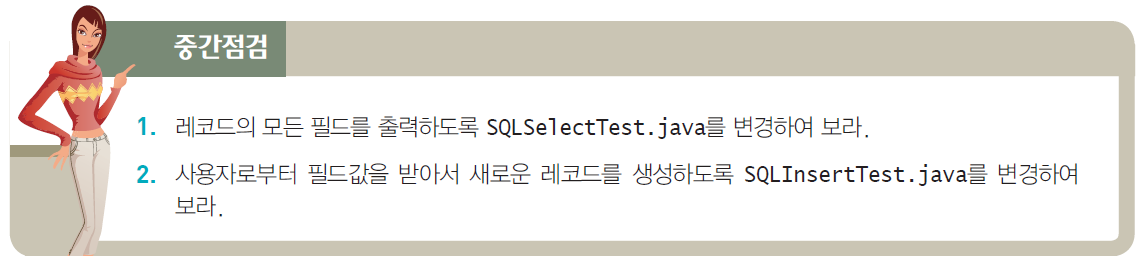 중간점검
1. 레코드의 모든 필드를 출력하도록 SQLSelectTest.java를 변경하여 보라.
2. 사용자로부터 필드값을 받아서 새로운 레코드를 생성하도록 SQLInsertTest.java를 변경하여
보라.